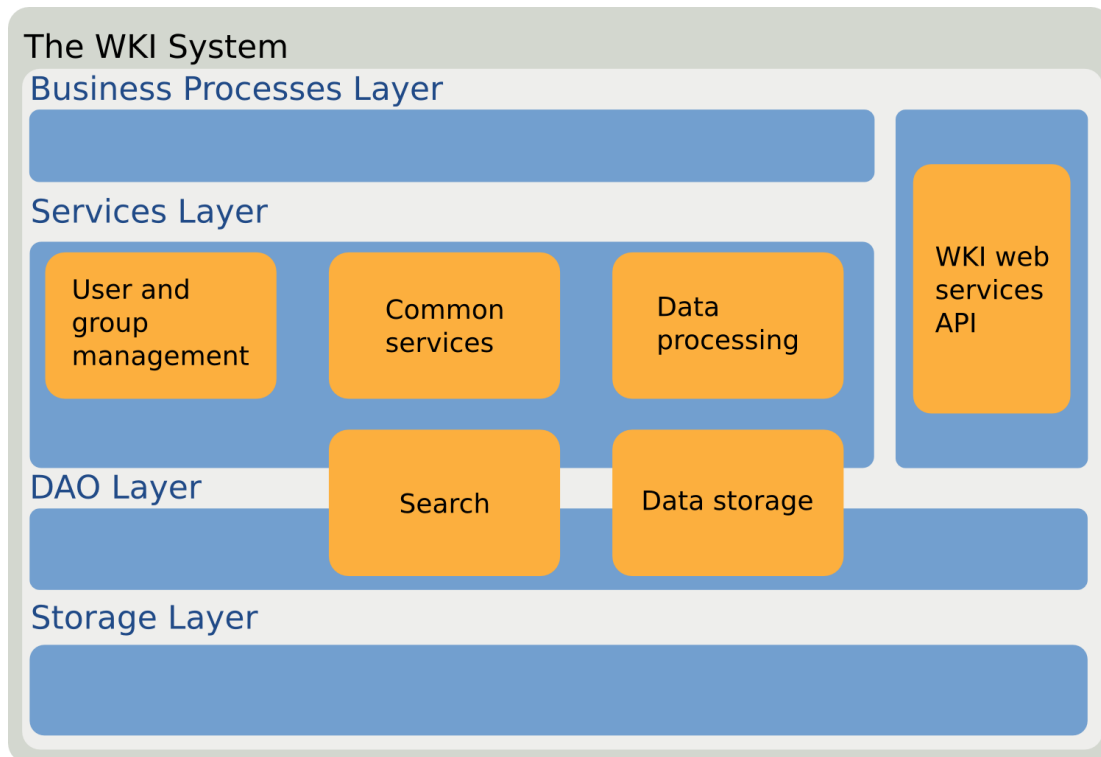 The WKI System
Business Processes Layer
Services Layer
User and
group
management
Common
services
Data
processing
WKI web
services
API
DAO Layer
Search
Data storage
Storage Layer